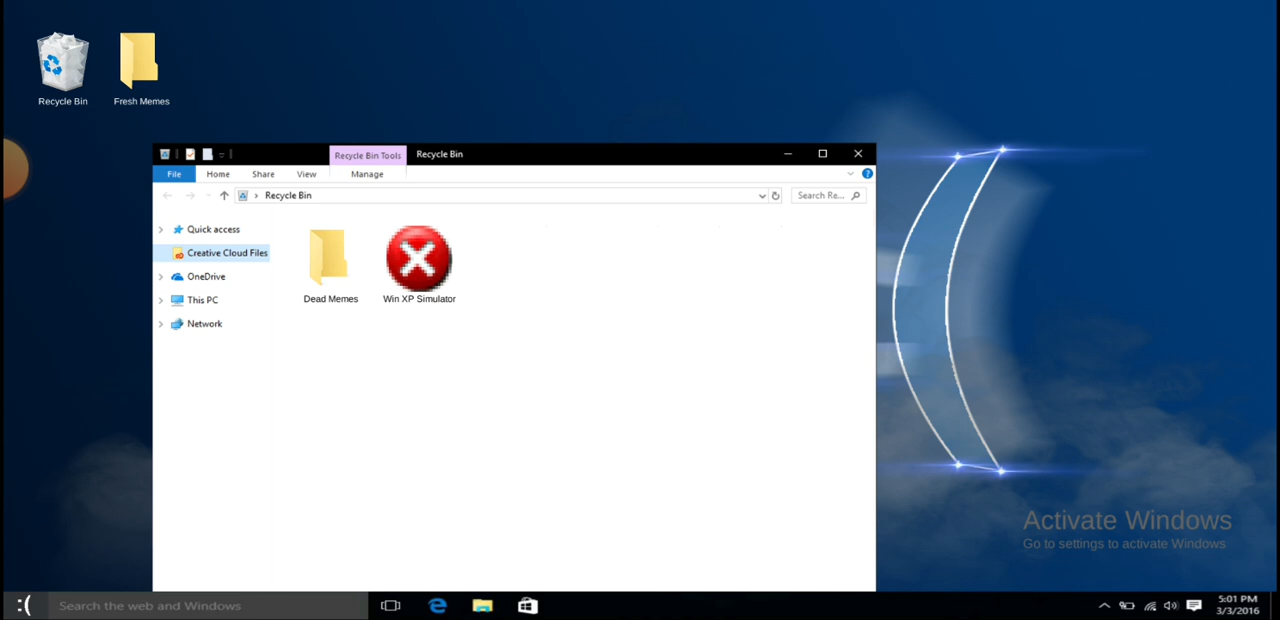 Recycle Bin
Fresh Memes
Recycle Bin Tools
Recycle Bin
File
Home
Share
View
Manage
Recycle Bin
Search Re...
Quick access
Creative Cloud Files
OneDrive
This PC
Network
Dead Memes
Win XP Simulator
Activate Windows
Go to settings to activate Windows
:(
Search the web and Windows
5:01 PM
3/3/2016